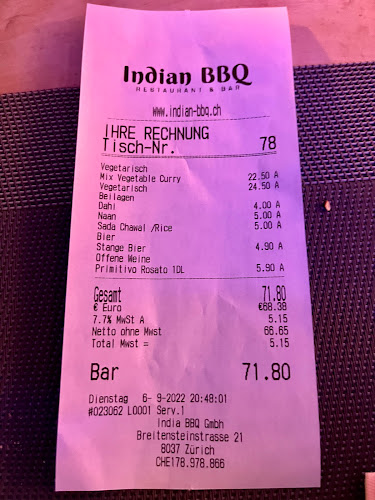 Indian BBQ
RESTAURANT & BAR
www.indian-bbq.ch
IHRE RECHNUNG
Tisch-Nr. 78
Vegetarisch
Mix Vegetable Curry 22.50 A
Vegetarisch 24.50 A
Beilagen
Dahl 4.00 A
Naan 5.00 A
Sada Chawal /Rice 5.00 A
Bier
Stange Bier 4.90 A
Offene Weine
Primitivo Rosato 1DL 5.90 A
Gesamt 71.80
€ Euro €68.38
7.7% MwSt A 5.15
Netto ohne Mwst 66.65
Total Mwst = 5.15
Bar 71.80
Dienstag 6- 9-2022 20:48:01
#023062 L0001 Serv.1
India BBQ Gmbh
Breitensteinstrasse 21
8037 Zürich
CHE178.978.866